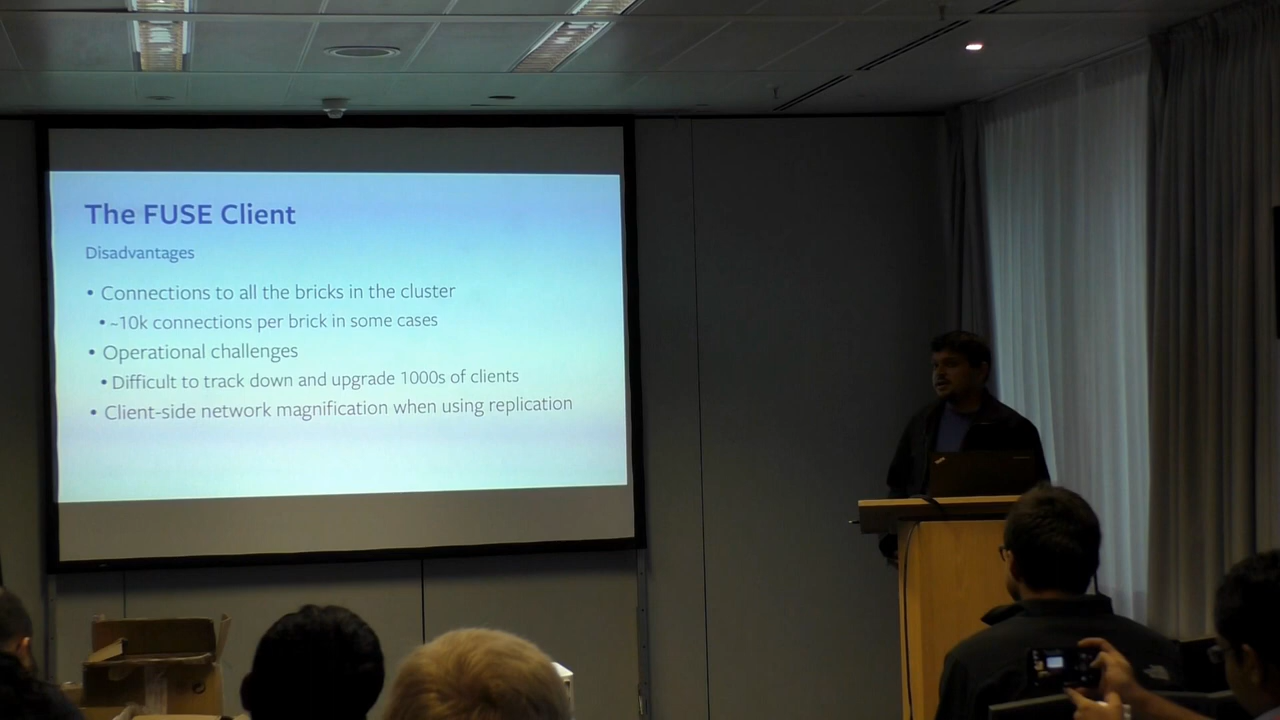 The FUSE Client
Disadvantages
• Connections to all the bricks in the cluster
• ~10k connections per brick in some cases
• Operational challenges
• Difficult to track down and upgrade 1000s of clients
• Client-side network magnification when using replication